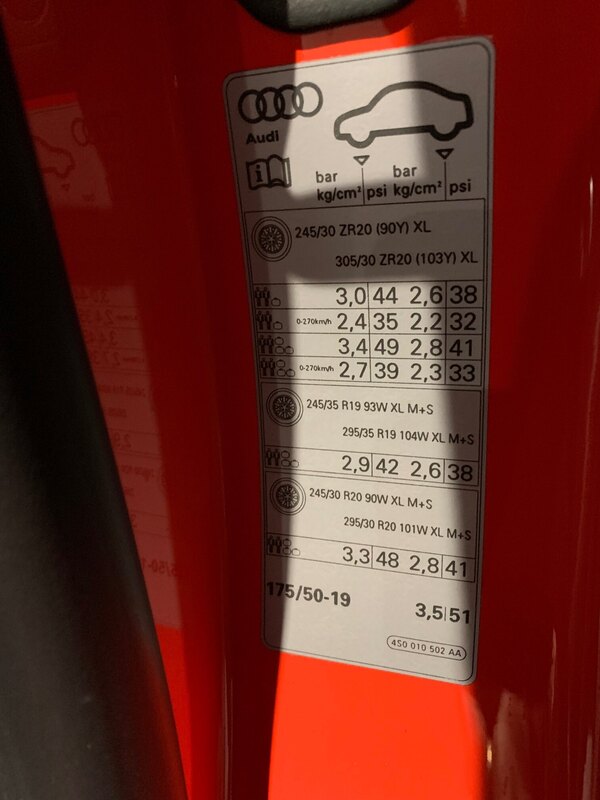 Audi
i
bar bar
kg/cm² psi kg/cm² psi
245/30 ZR20 (90Y) XL
305/30 ZR20 (103Y) XL
3,0 44 2,6 38
0-270km/h 2,4 35 2,2 32
3,4 49 2,8 41
0-270km/h 2,7 39 2,3 33
245/35 R19 93W XL M+S
295/35 R19 104W XL M+S
2,9 42 2,6 38
245/30 R20 90W XL M+S
295/30 R20 101W XL M+S
3,3 48 2,8 41
175/50-19
3,5 51
4S0 010 502 AA